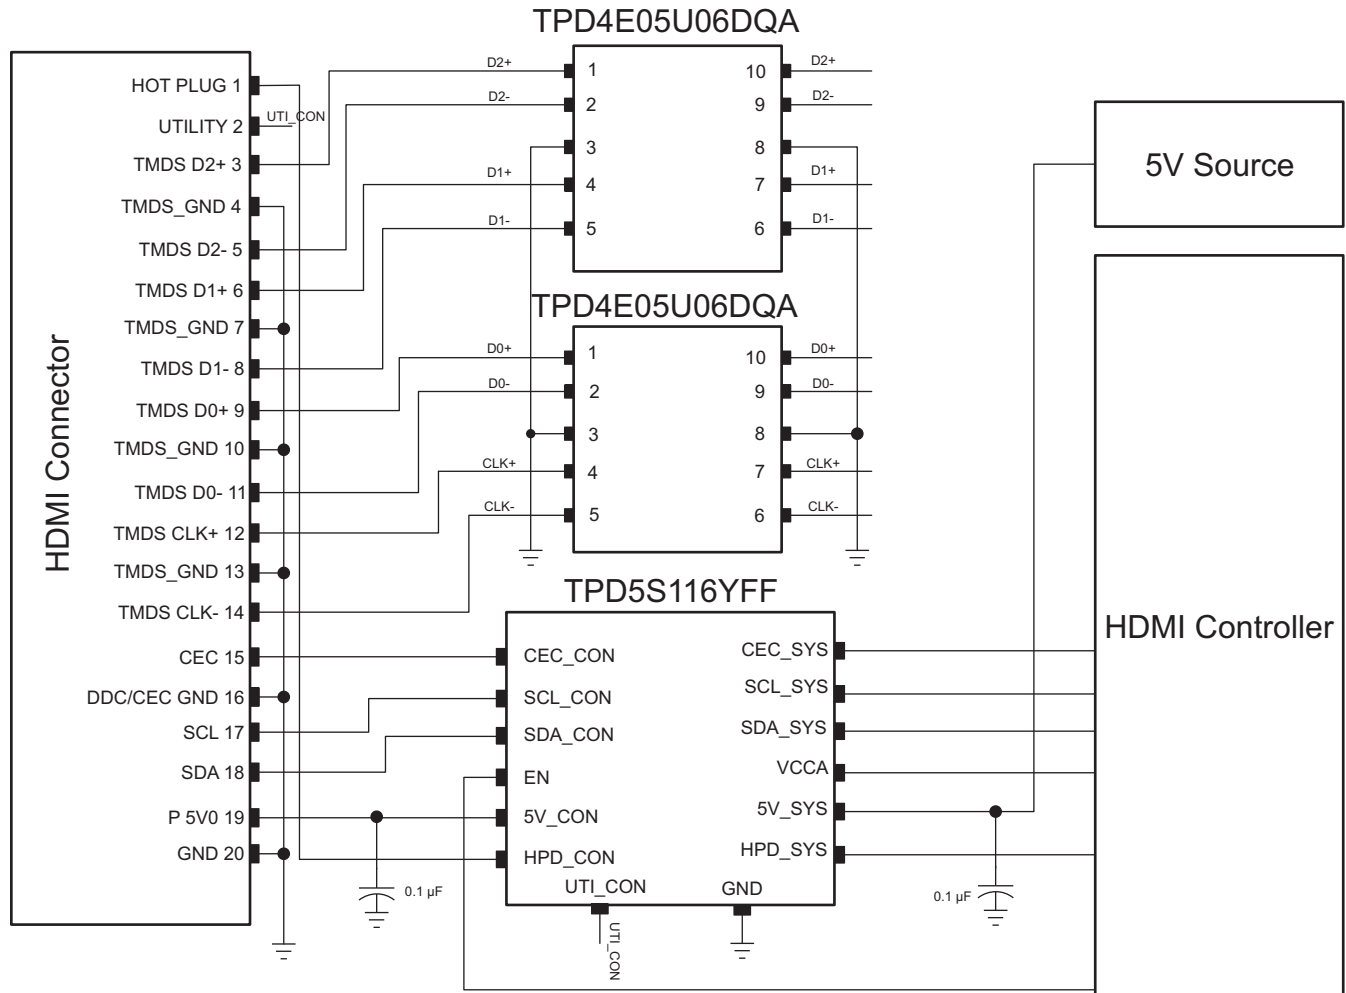 TPD4E05U06DQA
HDMI Connector
HOT PLUG 1
UTILITY 2
UTI_CON
TMDS D2+ 3
TMDS_GND 4
TMDS D2- 5
TMDS D1+ 6
TMDS_GND 7
TMDS D1- 8
TMDS D0+ 9
TMDS_GND 10
TMDS D0- 11
TMDS CLK+ 12
TMDS_GND 13
TMDS CLK- 14
CEC 15
DDC/CEC GND 16
SCL 17
SDA 18
P 5V0 19
GND 20
0.1 µF
D2+ 1 10 D2+
D2- 2 9 D2-
3 8
D1+ 4 7 D1+
D1- 5 6 D1-
TPD4E05U06DQA
D0+ 1 10 D0+
D0- 2 9 D0-
3 8
CLK+ 4 7 CLK+
CLK- 5 6 CLK-
TPD5S116YFF
CEC_CON CEC_SYS
SCL_CON SCL_SYS
SDA_CON SDA_SYS
EN VCCA
5V_CON 5V_SYS
HPD_CON HPD_SYS
UTI_CON GND
UTI_CON
0.1 µF
5V Source
HDMI Controller